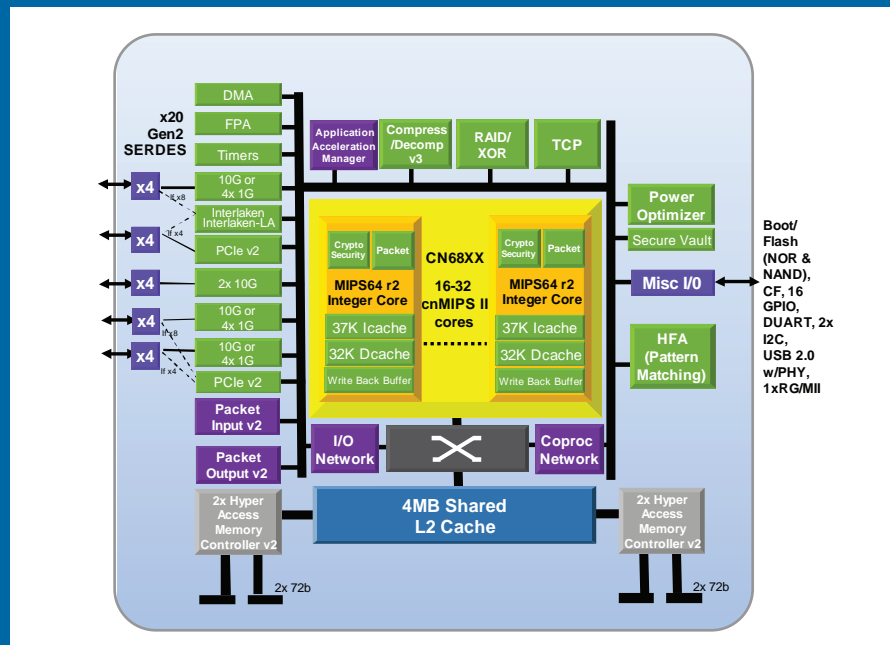 x20
Gen2
SERDES
DMA
FPA
Timers
10G or
4x 1G
Interlaken
Interlaken-LA
PCIe v2
2x 10G
10G or
4x 1G
10G or
4x 1G
PCIe v2
Packet
Input v2
Packet
Output v2
x4
If x8
If x4
x4
x4
x4
If x8
x4
If x4
Application
Acceleration
Manager
Compress
/Decomp
v3
RAID/
XOR
TCP
Crypto
Security
Packet
MIPS64 r2
Integer Core
37K Icache
32K Dcache
Write Back Buffer
CN68XX
16-32
cnMIPS II
cores
Crypto
Security
Packet
MIPS64 r2
Integer Core
37K Icache
32K Dcache
Write Back Buffer
Power
Optimizer
Secure Vault
Misc I/0
HFA
(Pattern
Matching)
Boot/
Flash
(NOR &
NAND),
CF, 16
GPIO,
DUART, 2x
I2C,
USB 2.0
w/PHY,
1xRG/MII
I/O
Network
Coproc
Network
4MB Shared
L2 Cache
2x Hyper
Access
Memory
Controller v2
2x 72b
2x Hyper
Access
Memory
Controller v2
2x 72b